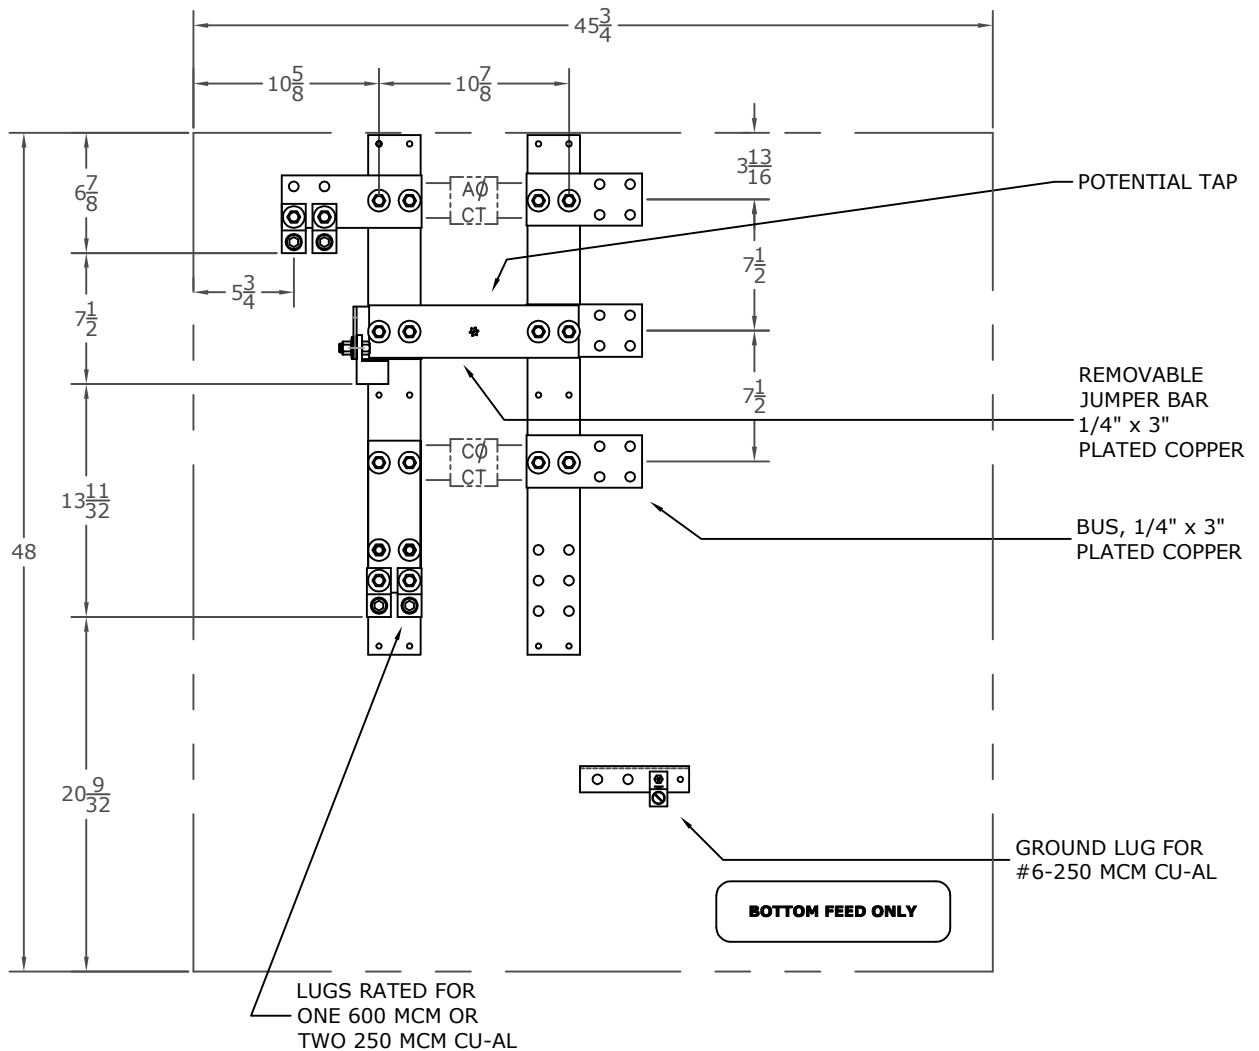 45 3/4
10 5/8
10 7/8
6 7/8
3 13/16
AØ
CT
POTENTIAL TAP
7 1/2
5 3/4
7 1/2
REMOVABLE
JUMPER BAR
1/4" x 3"
PLATED COPPER
7 1/2
CØ
CT
13 11/32
BUS, 1/4" x 3"
PLATED COPPER
48
20 9/32
GROUND LUG FOR
#6-250 MCM CU-AL
BOTTOM FEED ONLY
LUGS RATED FOR
ONE 600 MCM OR
TWO 250 MCM CU-AL